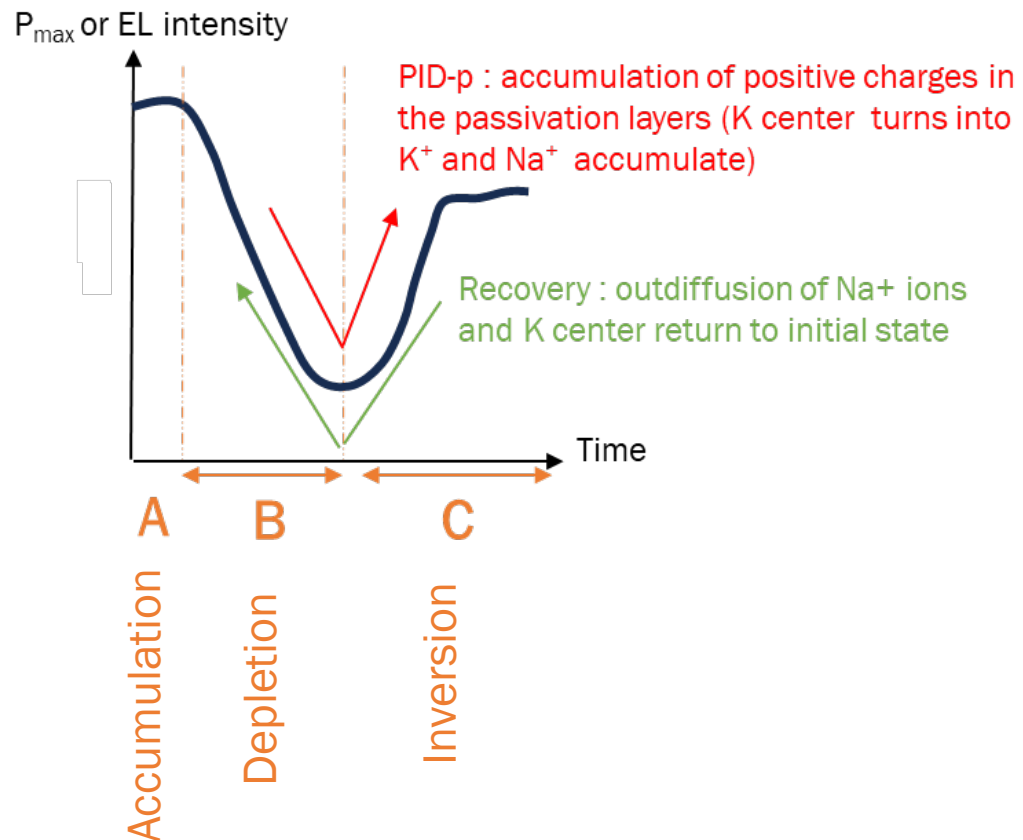 Pmax or EL intensity
PID-p : accumulation of positive charges in
the passivation layers (K center turns into
K⁺ and Na⁺ accumulate)
Recovery : outdiffusion of Na+ ions
and K center return to initial state
Time
A
B
C
Accumulation
Depletion
Inversion